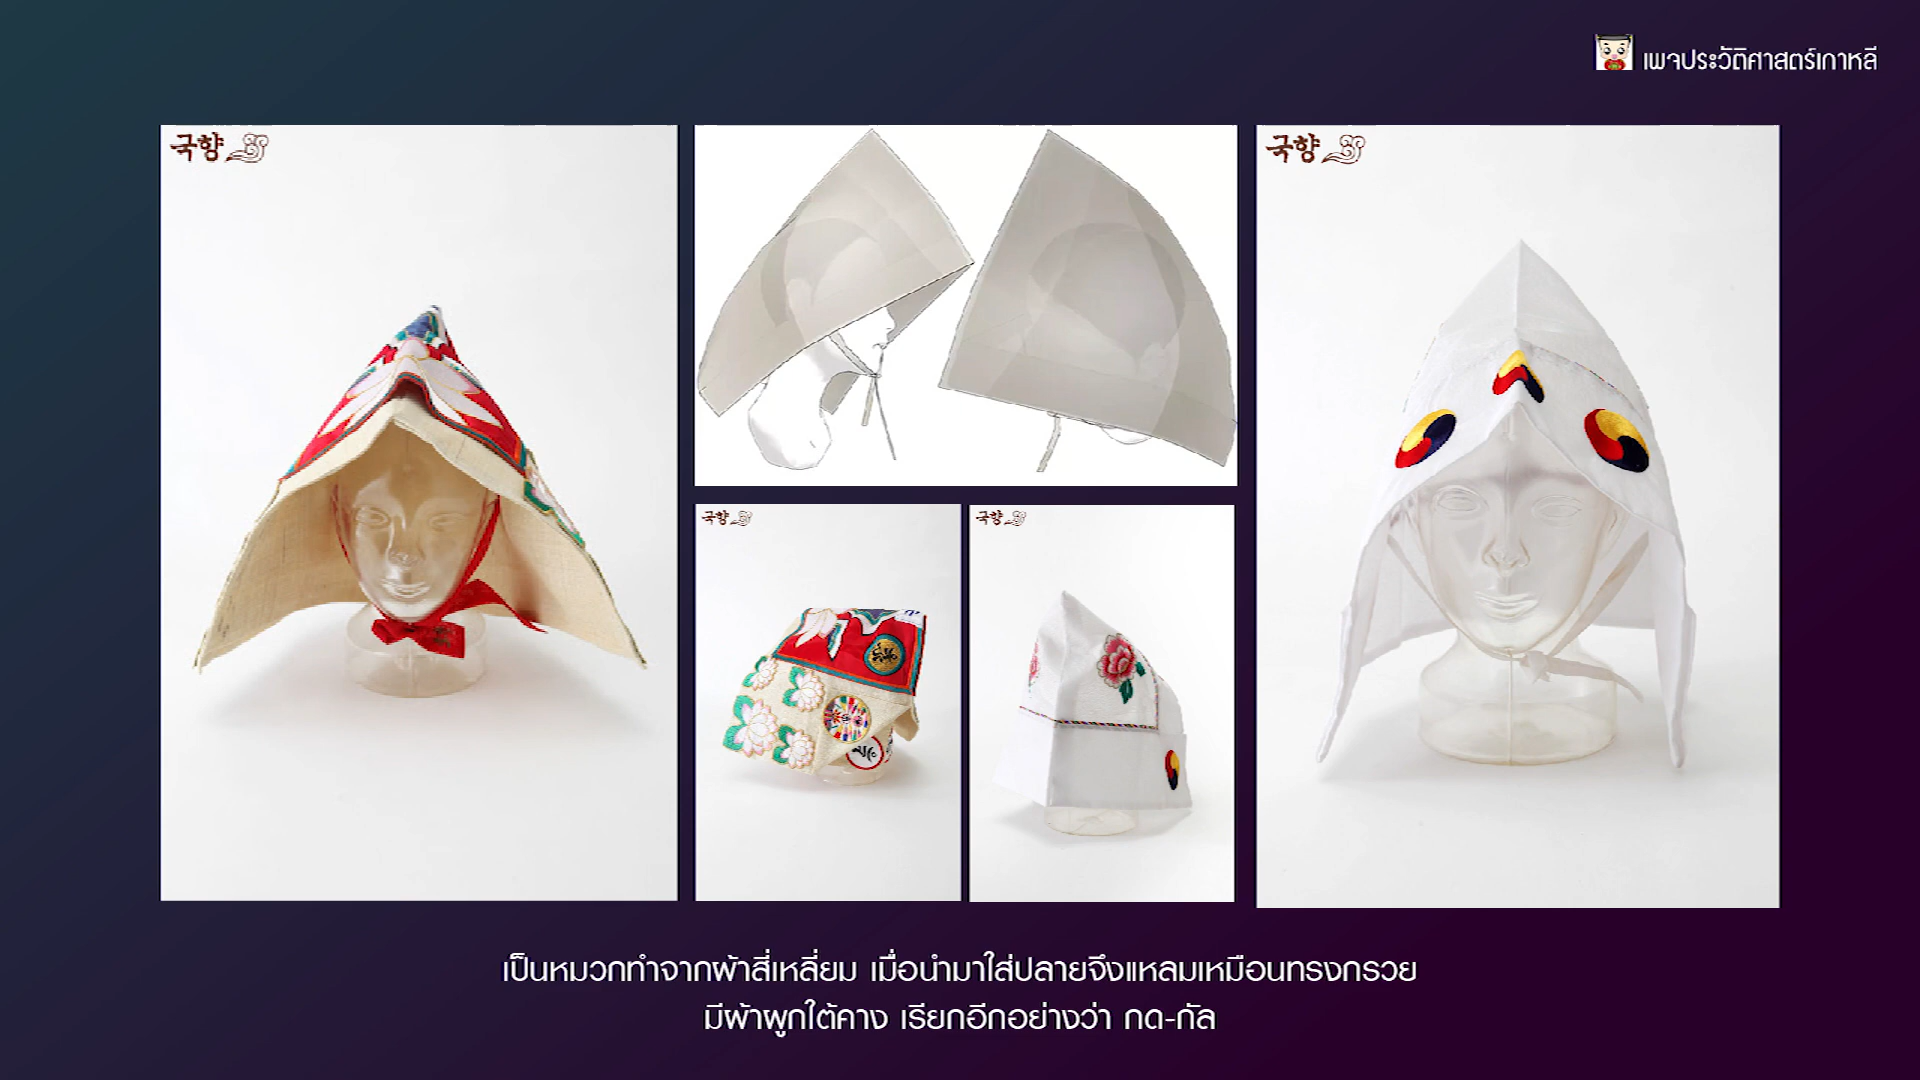 เพจประวัติศาสตร์เกาหลี
국향
국향
국향
국향
เป็นหมวกทำจากผ้าสี่เหลี่ยม เมื่อนำมาใส่ปลายจึงแหลมเหมือนทรงกรวย
มีผ้าผูกใต้คาง เรียกอีกอย่างว่า กด-กัล